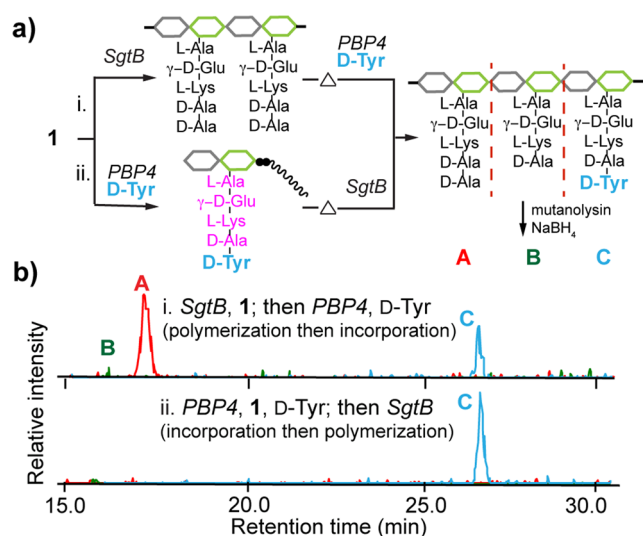 a)
SgtB
i.
1
ii.
PBP4
D-Tyr
L-Ala L-Ala
γ–D-Glu γ–D-Glu
L-Lys L-Lys
D-Ala D-Ala
D-Ala D-Ala
L-Ala
γ–D-Glu
L-Lys
D-Ala
D-Tyr
△
PBP4
D-Tyr
△
SgtB
L-Ala L-Ala L-Ala
γ–D-Glu γ–D-Glu γ–D-Glu
L-Lys L-Lys L-Lys
D-Ala D-Ala D-Ala
D-Ala D-Tyr
mutanolysin
NaBH4
A B C
b)
A
B
C
i. SgtB, 1; then PBP4, D-Tyr
(polymerization then incorporation)
C
ii. PBP4, 1, D-Tyr; then SgtB
(incorporation then polymerization)
Relative intensity
15.0 20.0 25.0 30.0
Retention time (min)